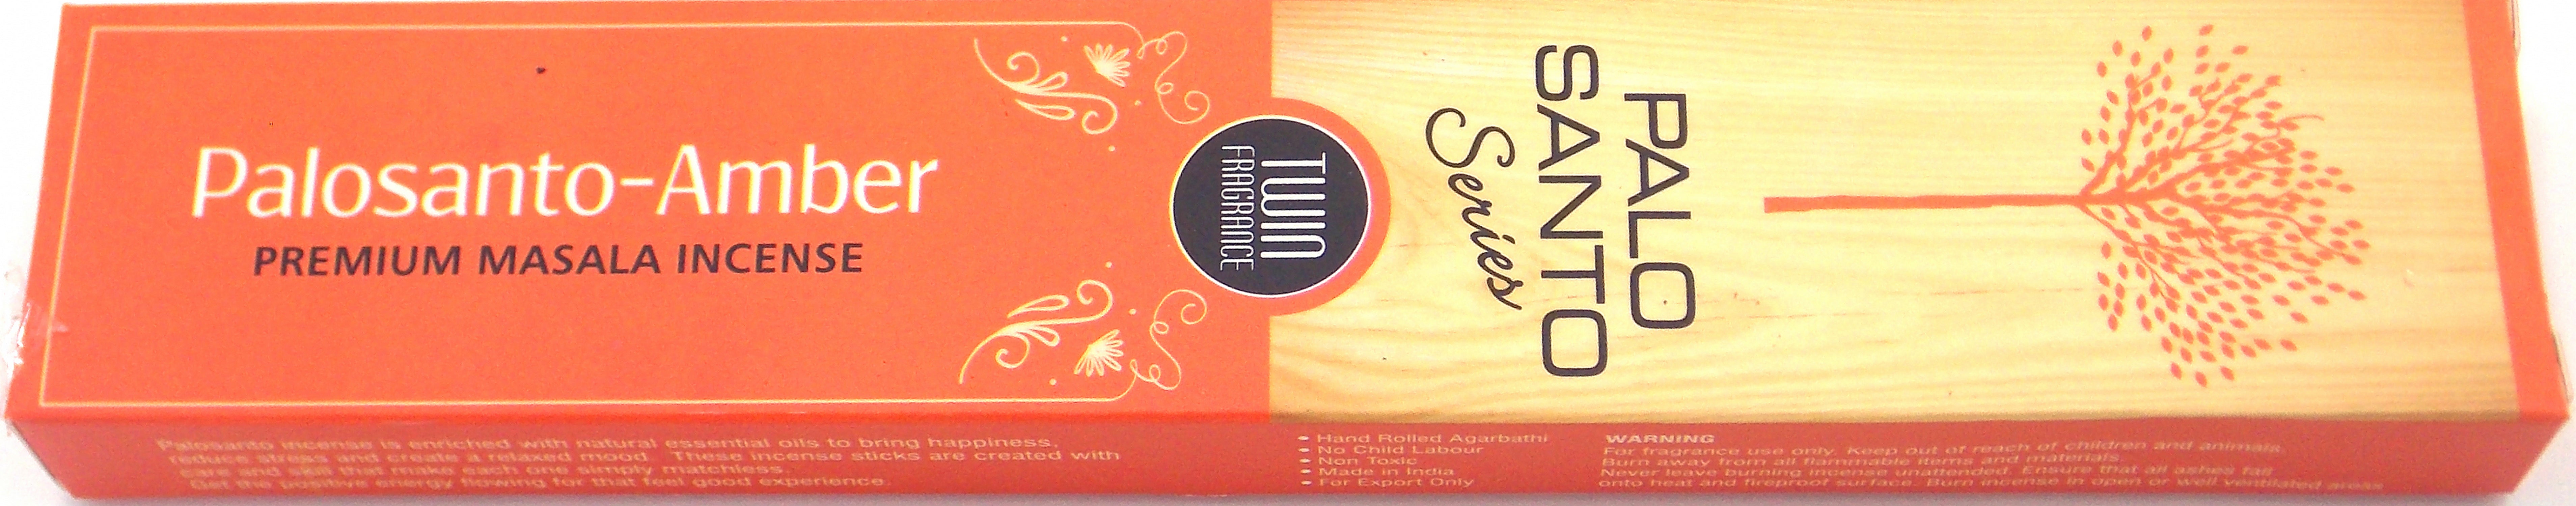 Palosanto-Amber
PREMIUM MASALA INCENSE
TWIN
FRAGRANCE
PALO
SANTO
Series
Palosanto incense is enriched with natural essential oils to bring happiness,
reduce stress and create a relaxed mood. These incense sticks are created with
care and skill that make each one simply matchless.
Get the positive energy flowing for that feel good experience.
• Hand Rolled Agarbathi
• No Child Labour
• Non Toxic
• Made in India
• For Export Only
WARNING
For fragrance use only. Keep out of reach of children and animals.
Burn away from all flammable items and materials.
Never leave burning incense unattended. Ensure that all ashes fall
onto heat and fireproof surface. Burn incense in open or well ventilated areas